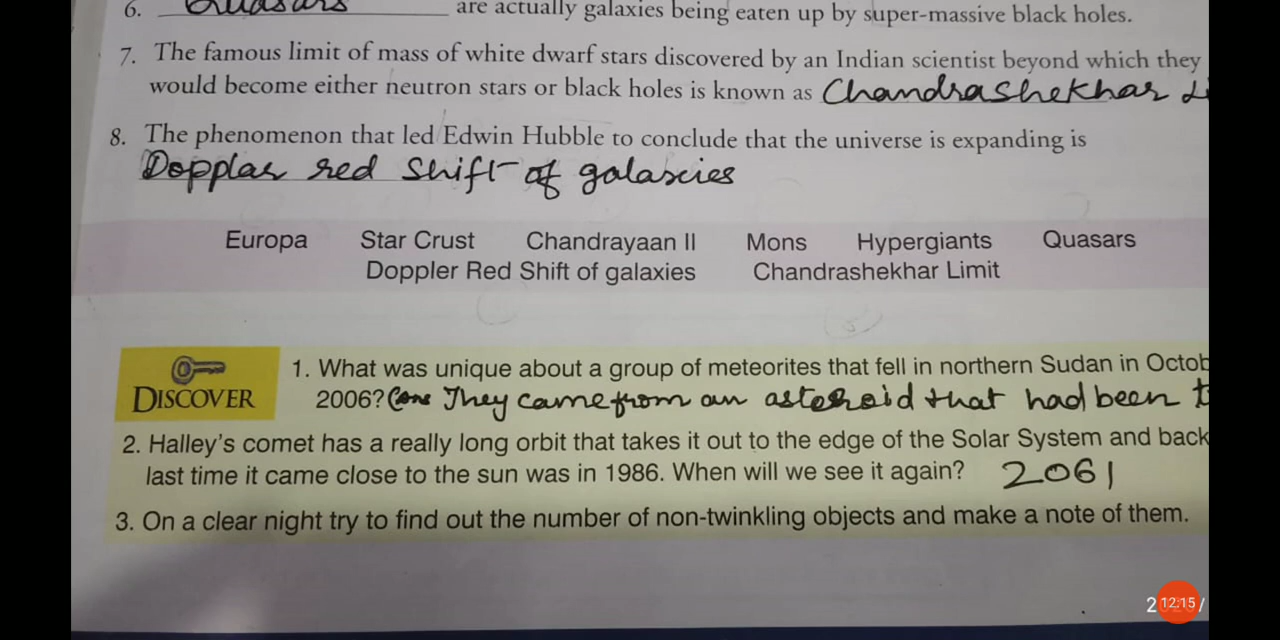 6. Quasars are actually galaxies being eaten up by super-massive black holes.
7. The famous limit of mass of white dwarf stars discovered by an Indian scientist beyond which they
would become either neutron stars or black holes is known as Chandrashekhar Li
8. The phenomenon that led Edwin Hubble to conclude that the universe is expanding is
Dopplar red shift of galaxies
Europa Star Crust Chandrayaan II Mons Hypergiants Quasars
Doppler Red Shift of galaxies Chandrashekhar Limit
DISCOVER
1. What was unique about a group of meteorites that fell in northern Sudan in Octob
2006? They came from an asteroid that had been t
2. Halley's comet has a really long orbit that takes it out to the edge of the Solar System and back
last time it came close to the sun was in 1986. When will we see it again? 2061
3. On a clear night try to find out the number of non-twinkling objects and make a note of them.
12:15